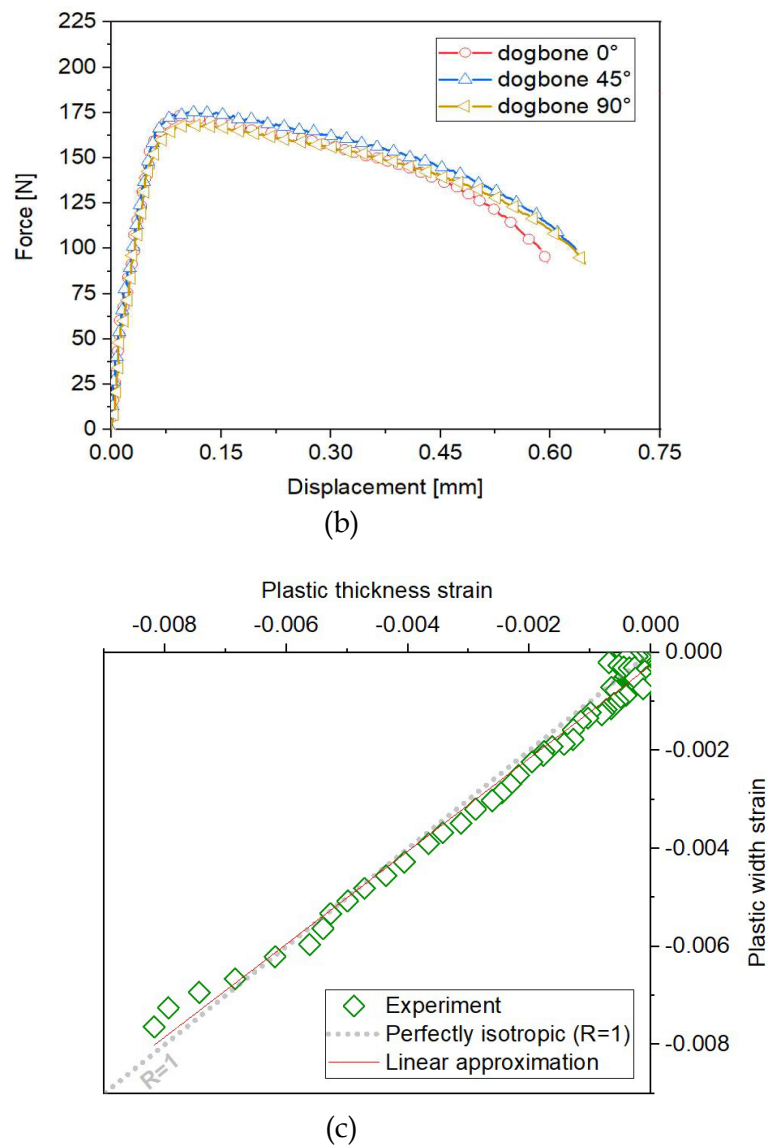 225
200
175
150
125
100
75
50
25
0
Force [N]
dogbone 0°
dogbone 45°
dogbone 90°
0.00 0.15 0.30 0.45 0.60 0.75
Displacement [mm]
(b)
Plastic thickness strain
-0.008 -0.006 -0.004 -0.002 0.000
0.000
-0.002
-0.004
-0.006
-0.008
Plastic width strain
Experiment
Perfectly isotropic (R=1)
Linear approximation
R=1
(c)